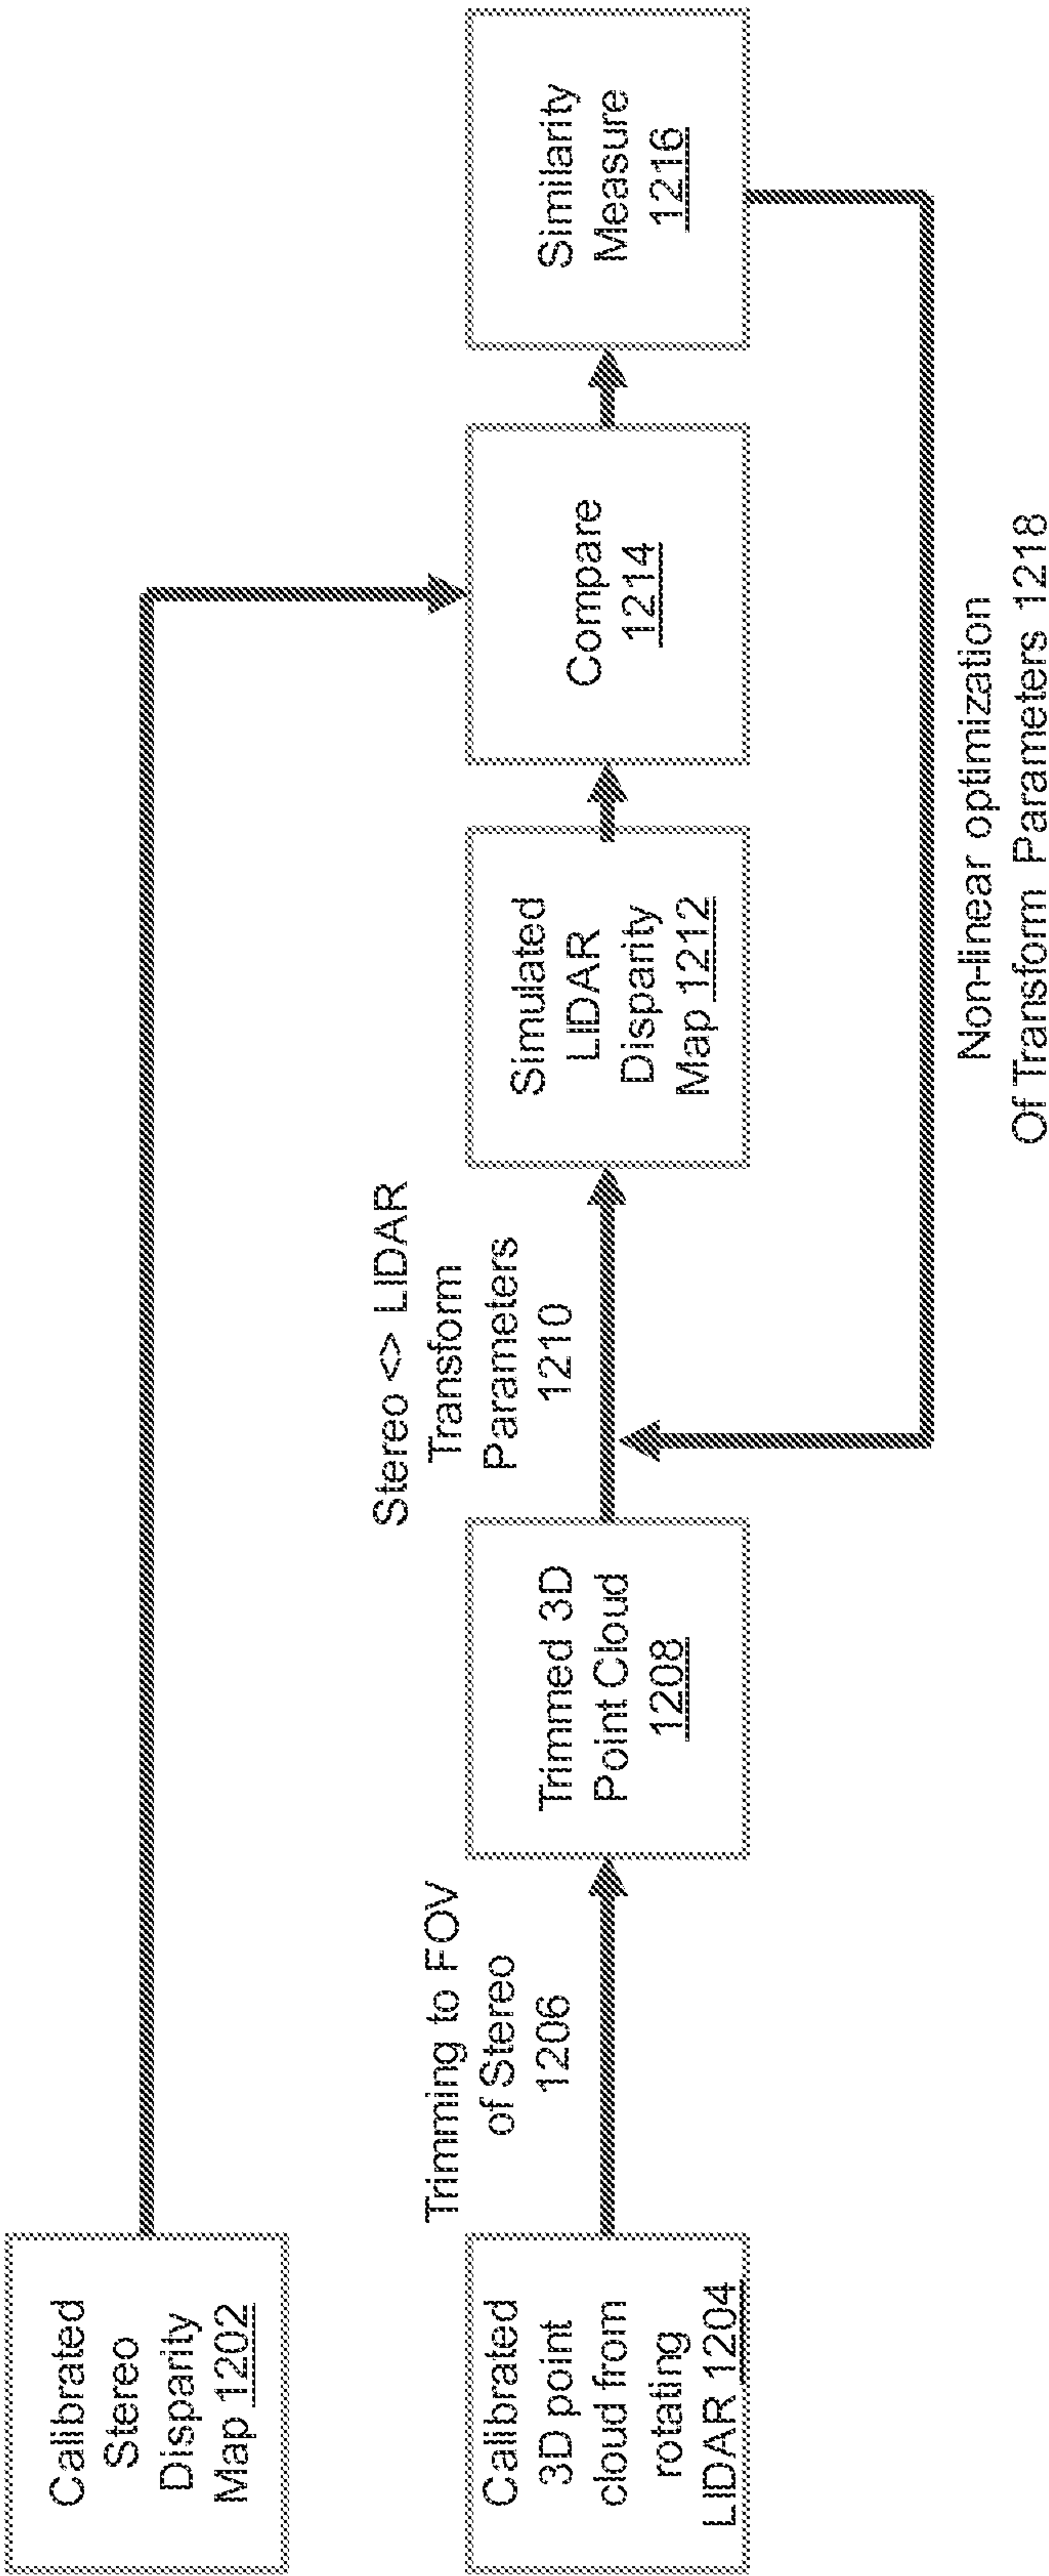 Calibrated
Stereo
Disparity
Map 1202
Calibrated
3D point
cloud from
rotating
LIDAR 1204
Trimming to FOV
of Stereo
1206
Trimmed 3D
Point Cloud
1208
Stereo <> LIDAR
Transform
Parameters
1210
Simulated
LIDAR
Disparity
Map 1212
Compare
1214
Similarity
Measure
1216
Non-linear optimization
Of Transform Parameters 1218